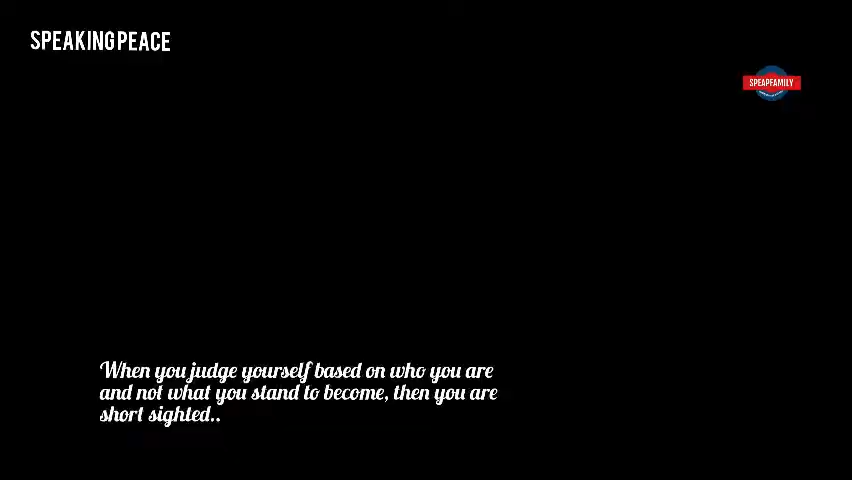 SPEAKINGPEACE
SPEAPFAMILY
When you judge yourself based on who you are
and not what you stand to become, then you are
short sighted..